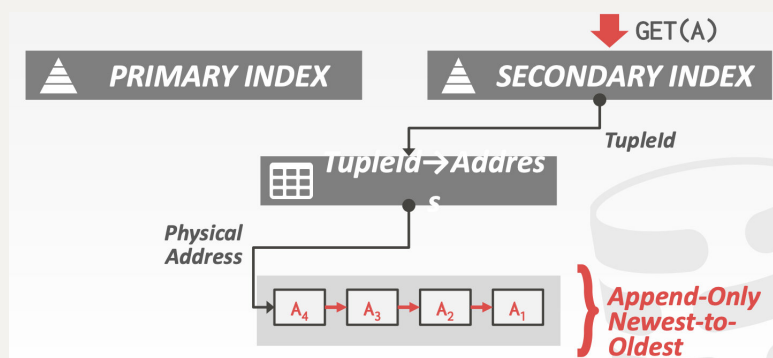 GET(A)
PRIMARY INDEX
SECONDARY INDEX
TupleId
TupleId→Addres
s
Physical
Address
A4
A3
A2
A1
Append-Only
Newest-to-
Oldest